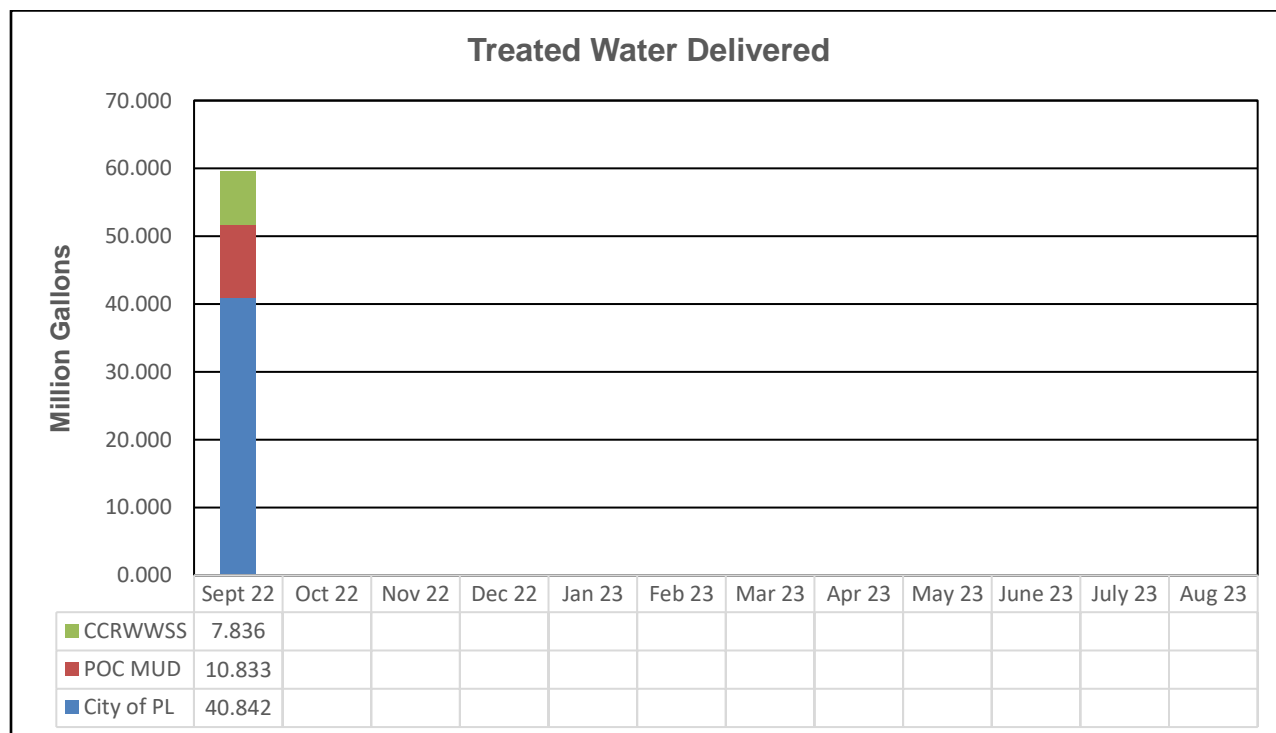 Treated Water Delivered
Million Gallons
70.000
60.000
50.000
40.000
30.000
20.000
10.000
0.000
Sept 22 Oct 22 Nov 22 Dec 22 Jan 23 Feb 23 Mar 23 Apr 23 May 23 June 23 July 23 Aug 23
CCRWWSS 7.836
POC MUD 10.833
City of PL 40.842